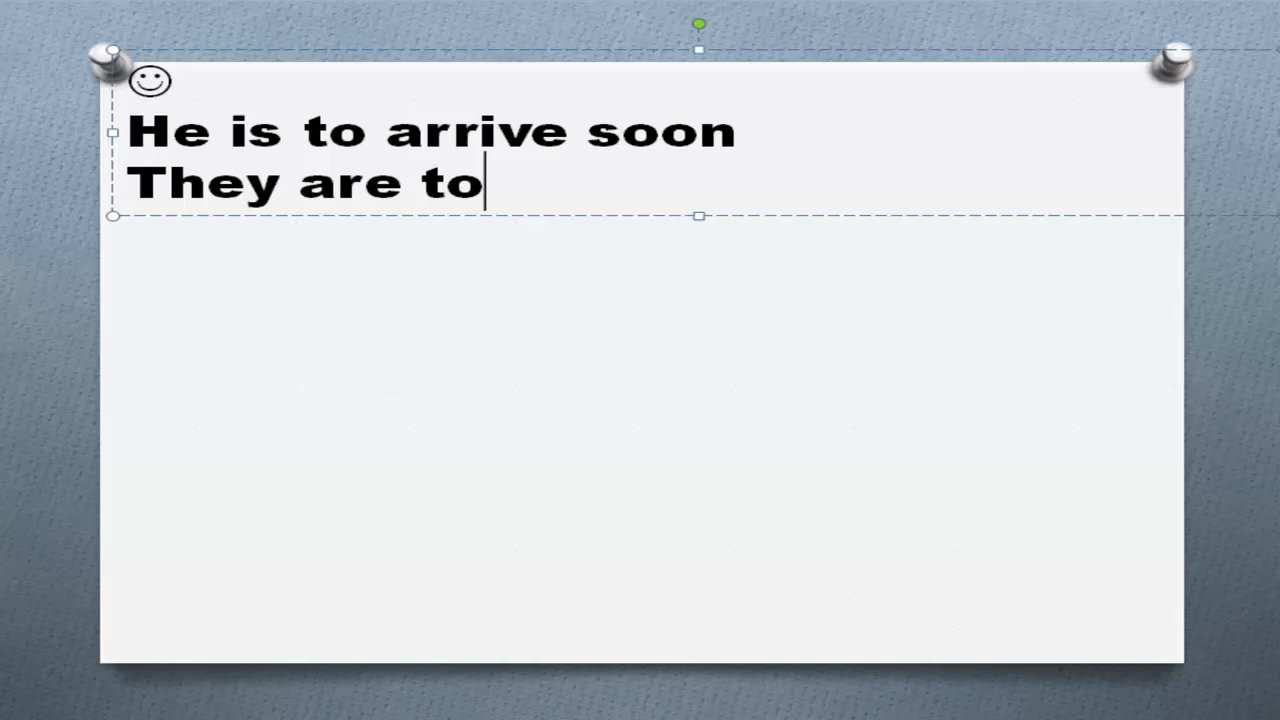 ☺
He is to arrive soon
They are to